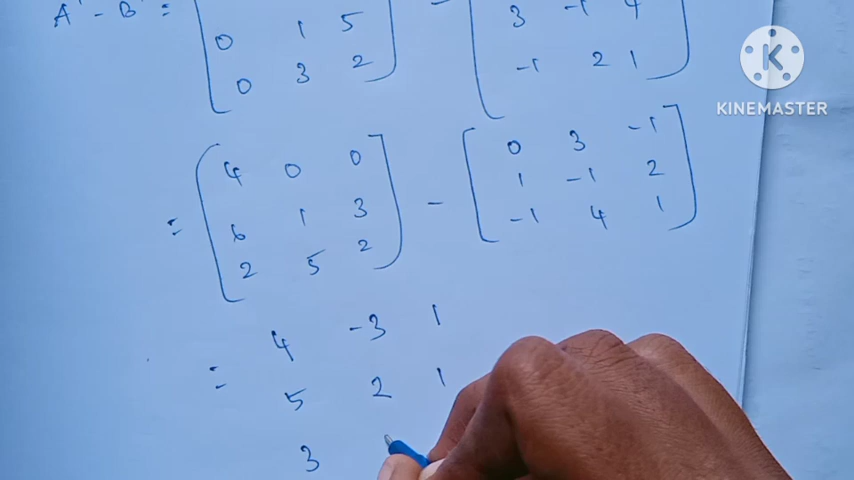 A' - B' =
0 1 5 - 3 -1 4
0 3 2 -1 2 1
KINEMASTER
= [4 0 0] - [0 3 -1]
6 1 3 1 -1 2
2 5 2 -1 4 1
= 4 -3 1
5 2 1
3